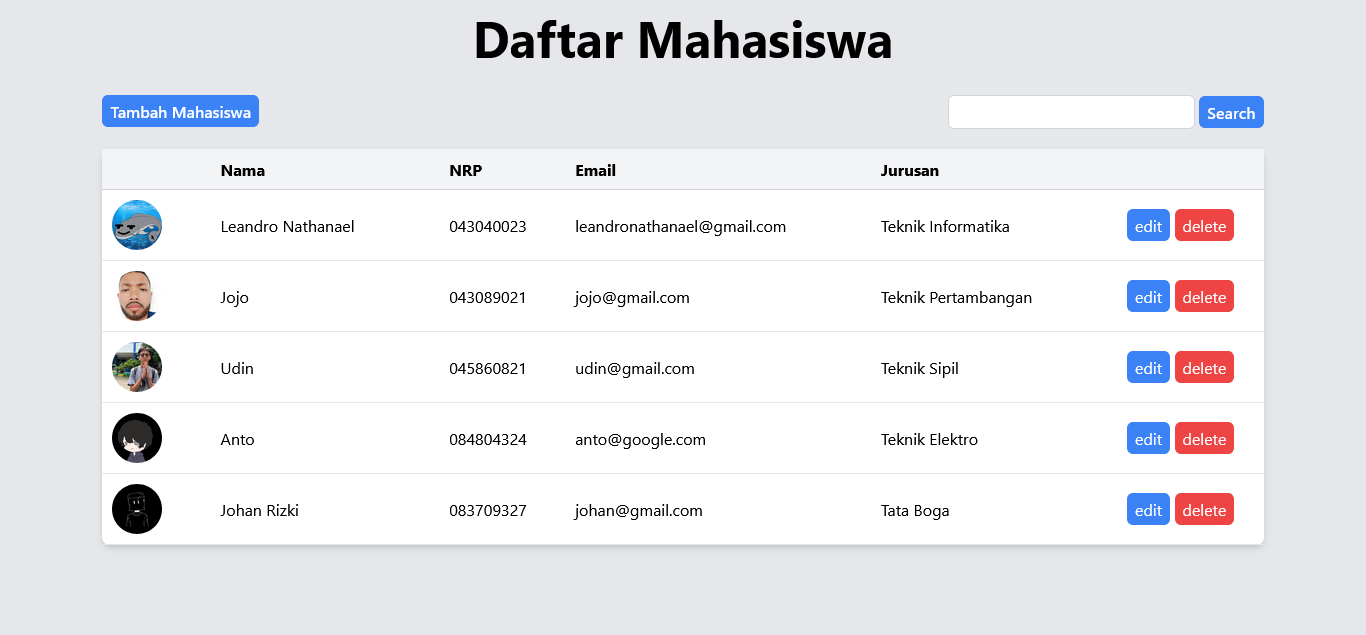 Daftar Mahasiswa
Tambah Mahasiswa Search
Nama NRP Email Jurusan
Leandro Nathanael 043040023 leandronathanael@gmail.com Teknik Informatika edit delete
Jojo 043089021 jojo@gmail.com Teknik Pertambangan edit delete
Udin 045860821 udin@gmail.com Teknik Sipil edit delete
Anto 084804324 anto@google.com Teknik Elektro edit delete
Johan Rizki 083709327 johan@gmail.com Tata Boga edit delete